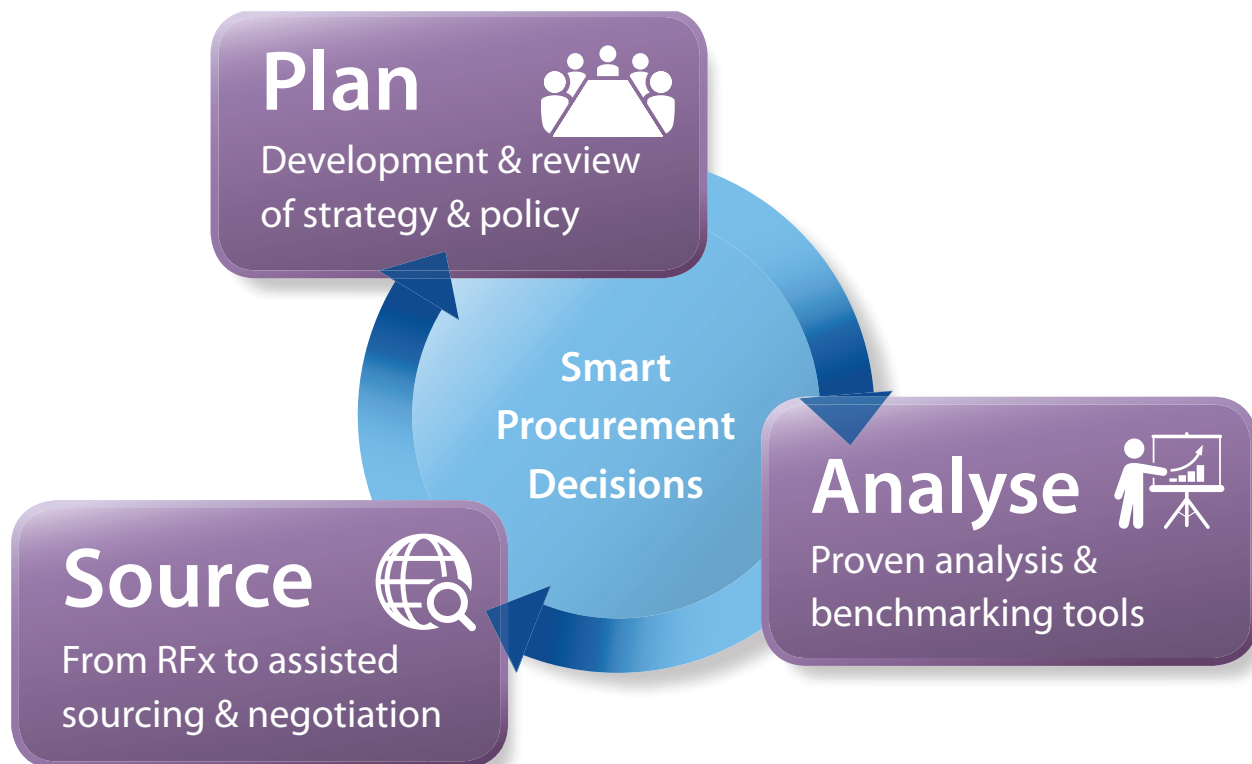 Plan
Development & review
of strategy & policy
Smart
Procurement
Decisions
Analyse
Proven analysis &
benchmarking tools
Source
From RFx to assisted
sourcing & negotiation